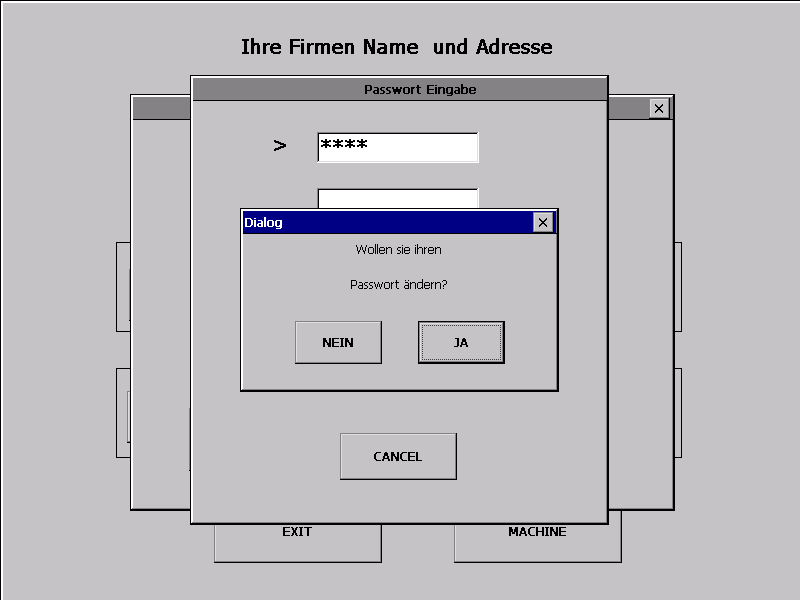 Ihre Firmen Name  und Adresse
Passwort Eingabe
> ****
Dialog
Wollen sie ihren
Passwort ändern?
NEIN
JA
CANCEL
EXIT
MACHINE